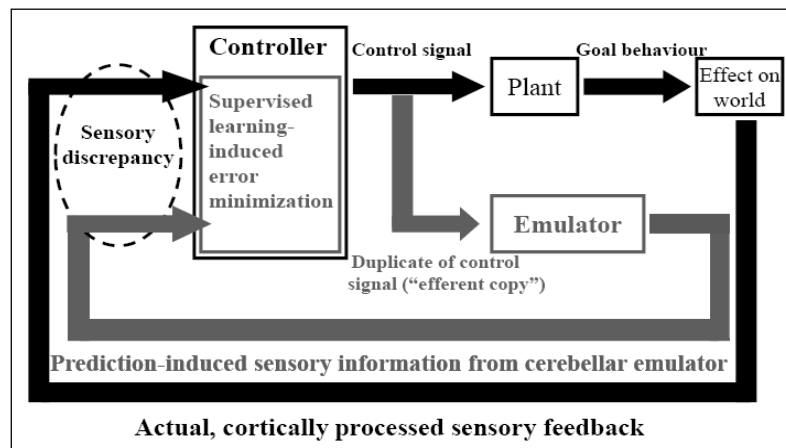 Controller
Control signal
Goal behaviour
Supervised
learning-
induced
error
minimization
Plant
Effect on
world
Sensory
discrepancy
Emulator
Duplicate of control
signal (“efferent copy”)
Prediction-induced sensory information from cerebellar emulator
Actual, cortically processed sensory feedback